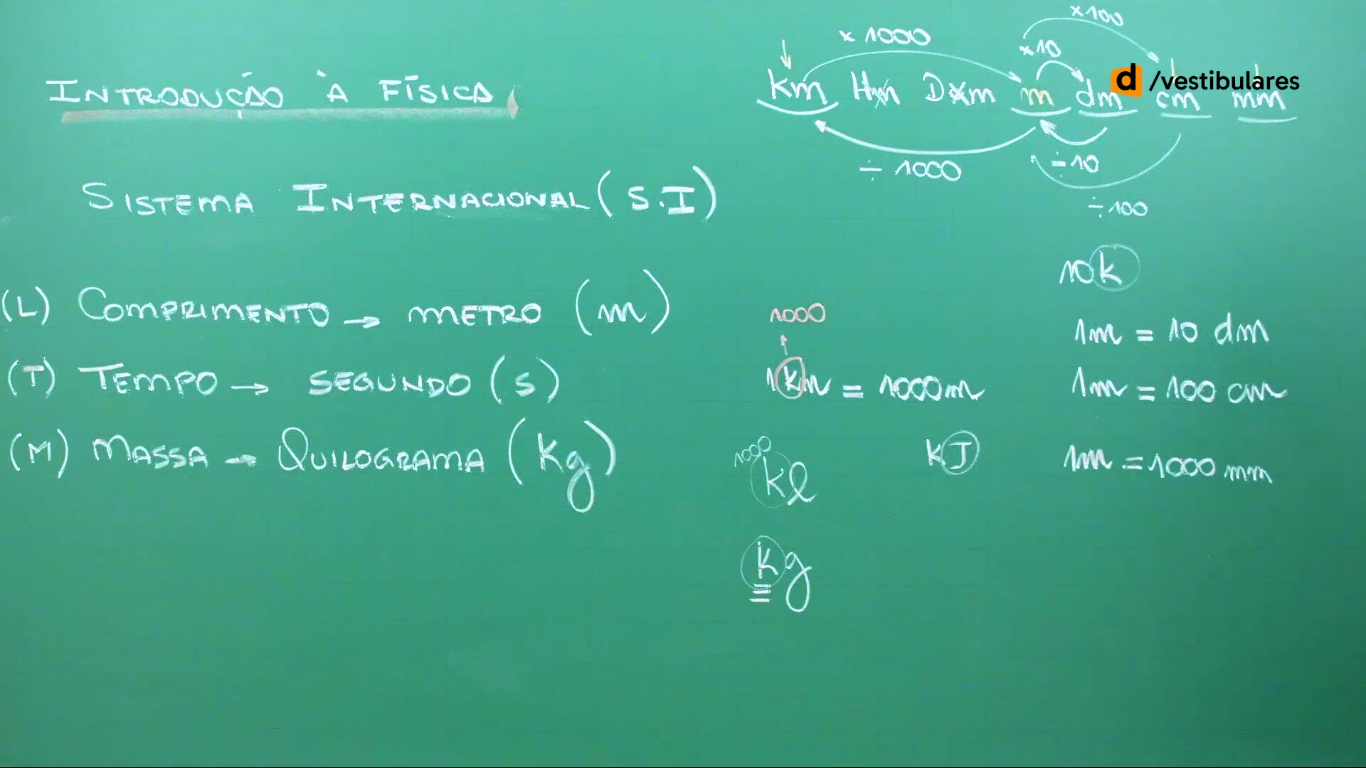 INTRODUÇÃO À FÍSICA
SISTEMA INTERNACIONAL (S.I)
(L) COMPRIMENTO → METRO (m)
(T) TEMPO → SEGUNDO (s)
(M) MASSA → QUILOGRAMA (kg)
x100
x 1000
x10
d /vestibulares
km Hm Dam m dm cm mm
÷ 1000
÷10
÷100
10k
1000
1km = 1000m
1000
kl
kJ
kg
1m = 10 dm
1m = 100 cm
1m = 1000 mm